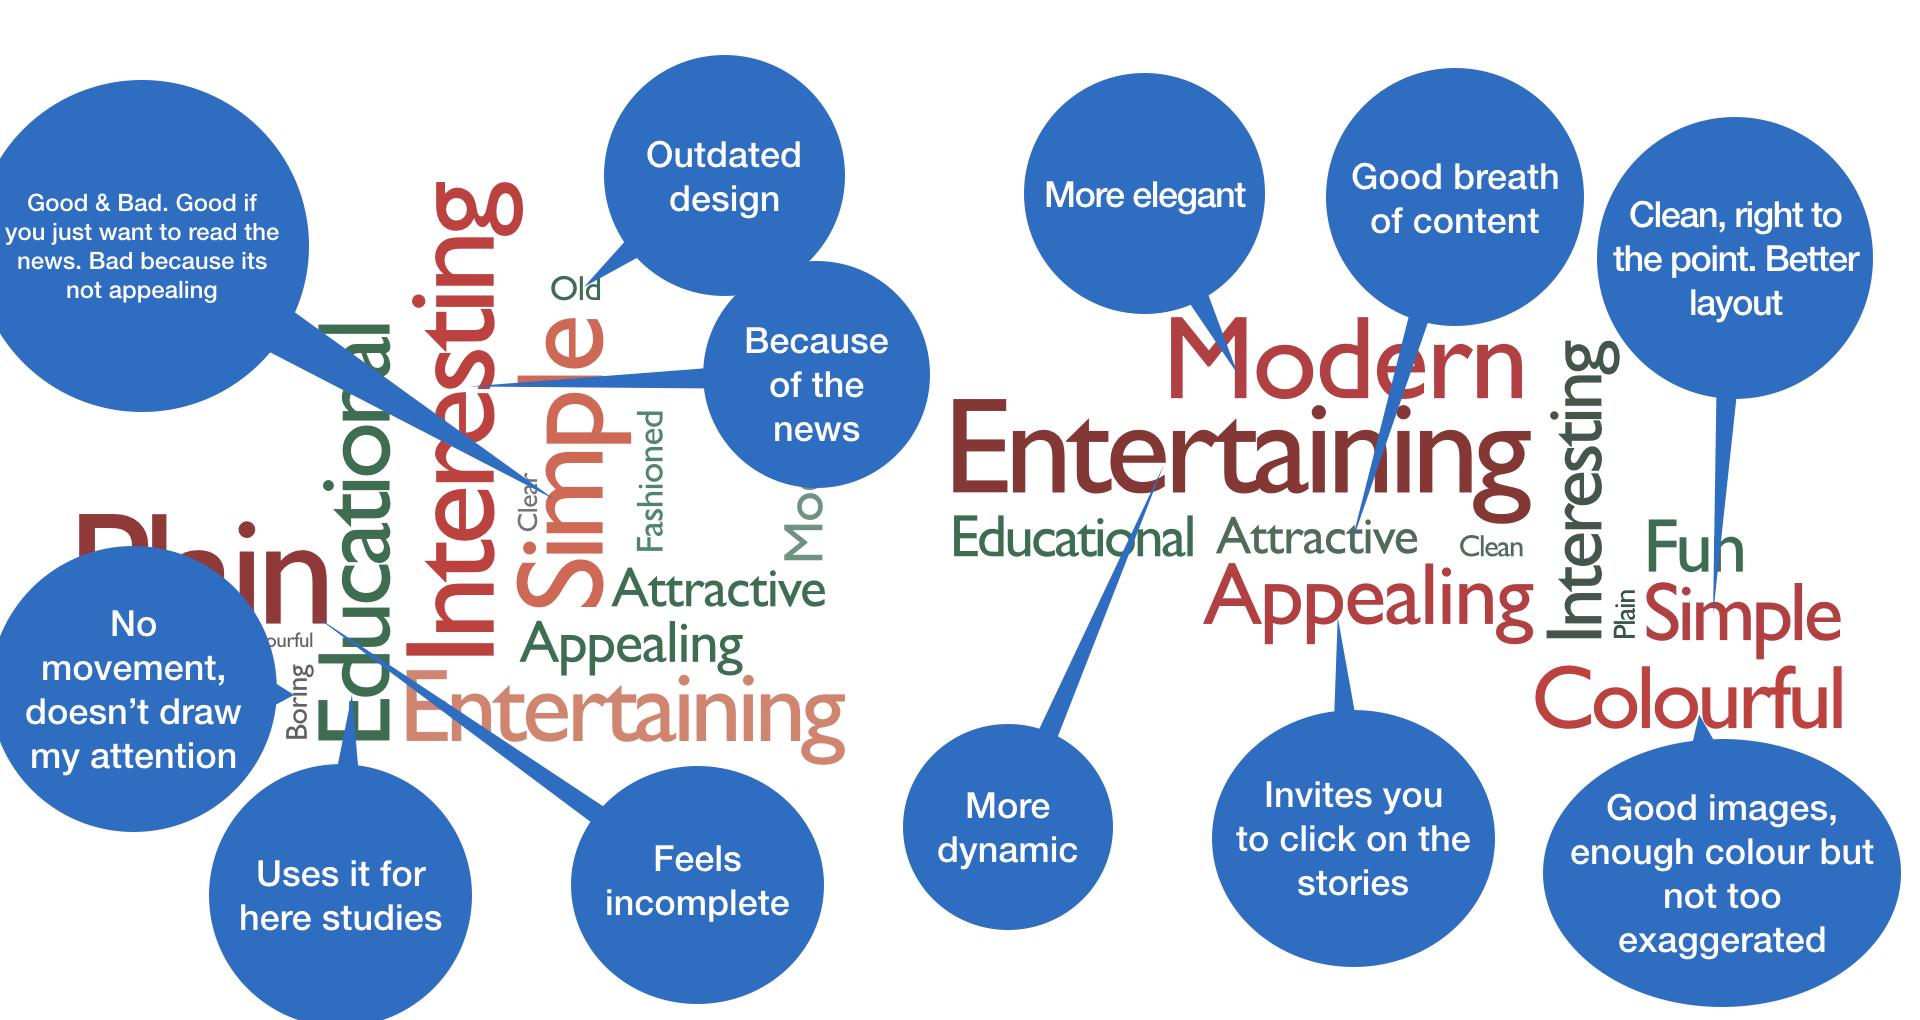 Good & Bad. Good if
you just want to read the
news. Bad because its
not appealing
Outdated
design
Because
of the
news
No
movement,
doesn't draw
my attention
Uses it for
here studies
Feels
incomplete
Plain
ourful
Boring
Educational
Interesting
Clear
Simple
Old
Fashioned
Mo
Attractive
Appealing
Entertaining
More elegant
Good breath
of content
Clean, right to
the point. Better
layout
Modern
Entertaining
Educational
Attractive
Clean
Appealing
Interesting
Plain
Fun
Simple
Colourful
More
dynamic
Invites you
to click on the
stories
Good images,
enough colour but
not too
exaggerated